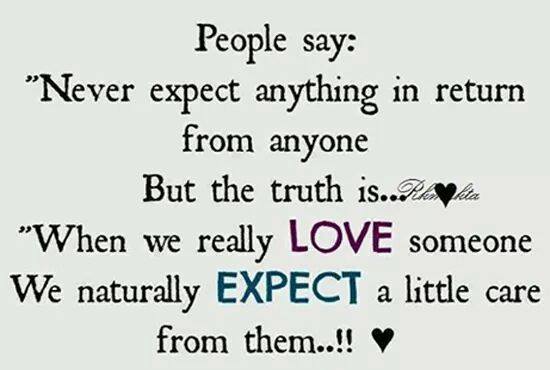 People say:
"Never expect anything in return
from anyone
But the truth is...
"When we really LOVE someone
We naturally EXPECT a little care
from them..!! ♥